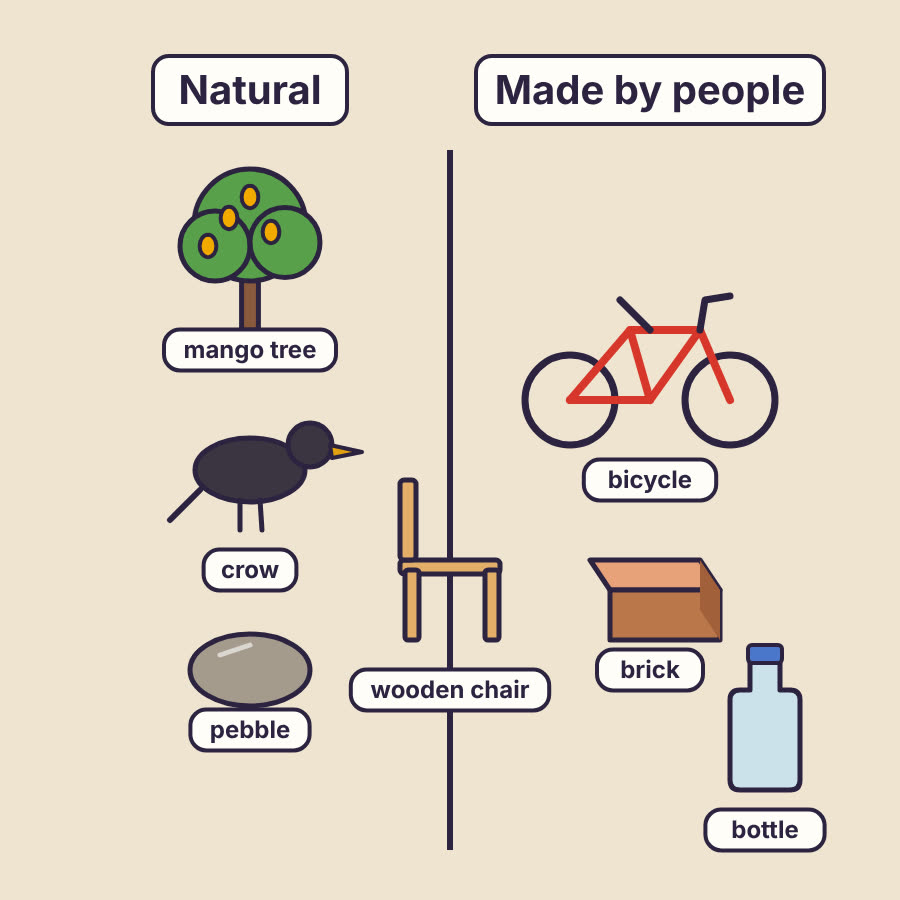 Natural
Made by people
mango tree
bicycle
crow
brick
wooden chair
pebble
bottle